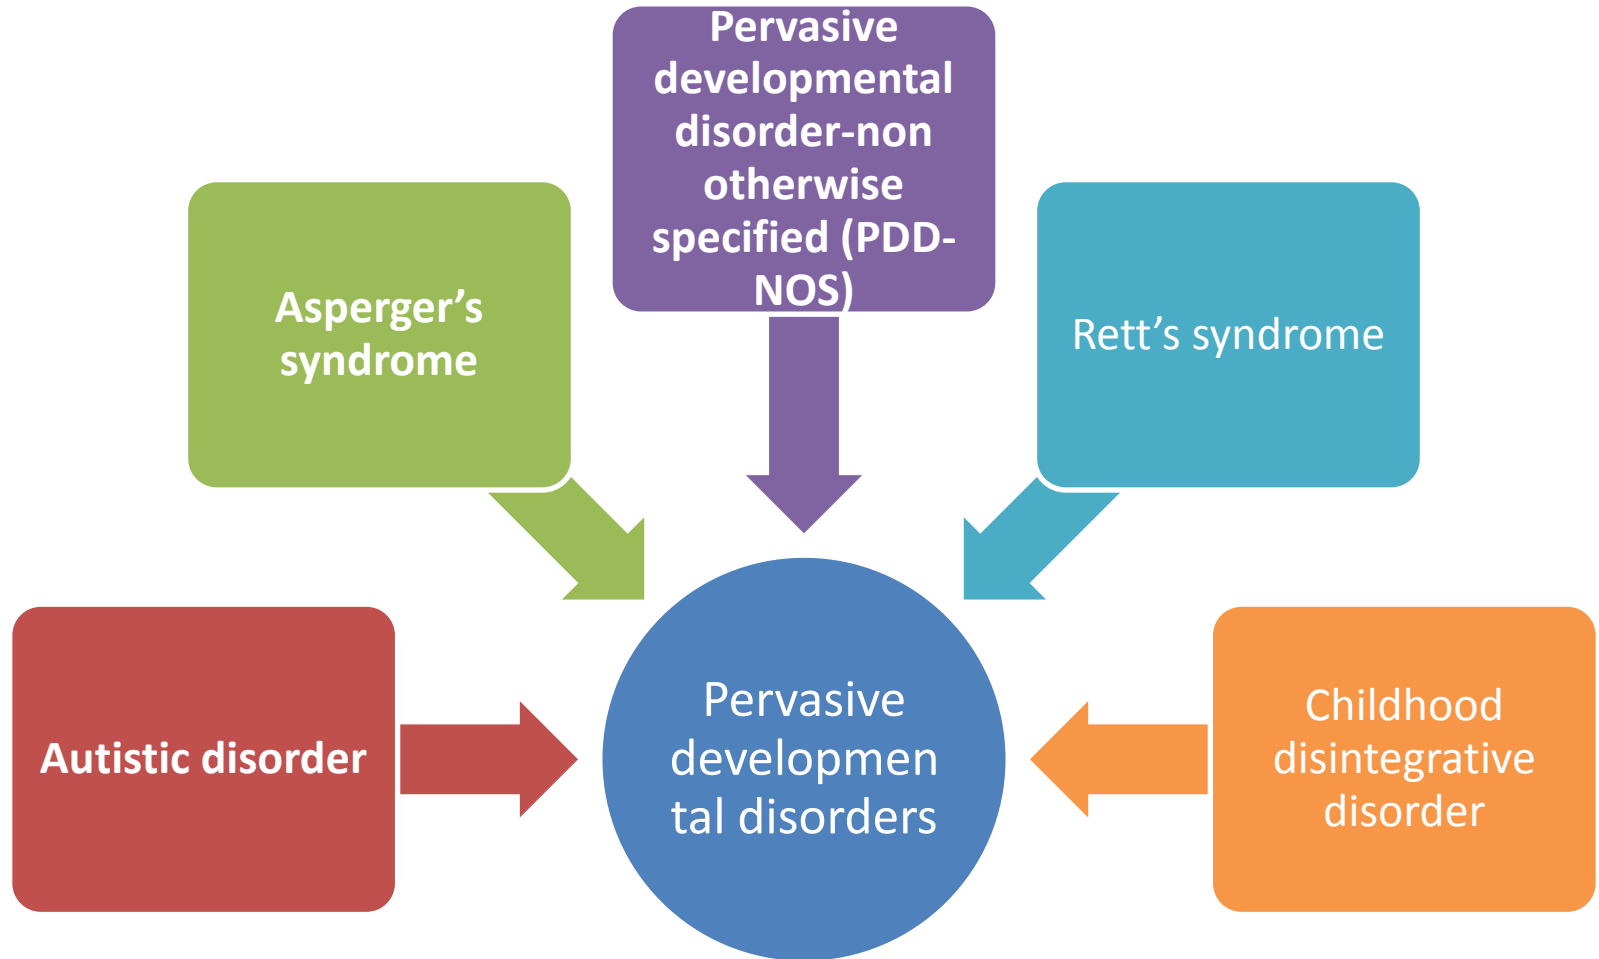 Pervasive
developmental
disorder-non
otherwise
specified (PDD-
NOS)
Asperger’s
syndrome
Rett’s syndrome
Autistic disorder
Pervasive
developmen
tal disorders
Childhood
disintegrative
disorder